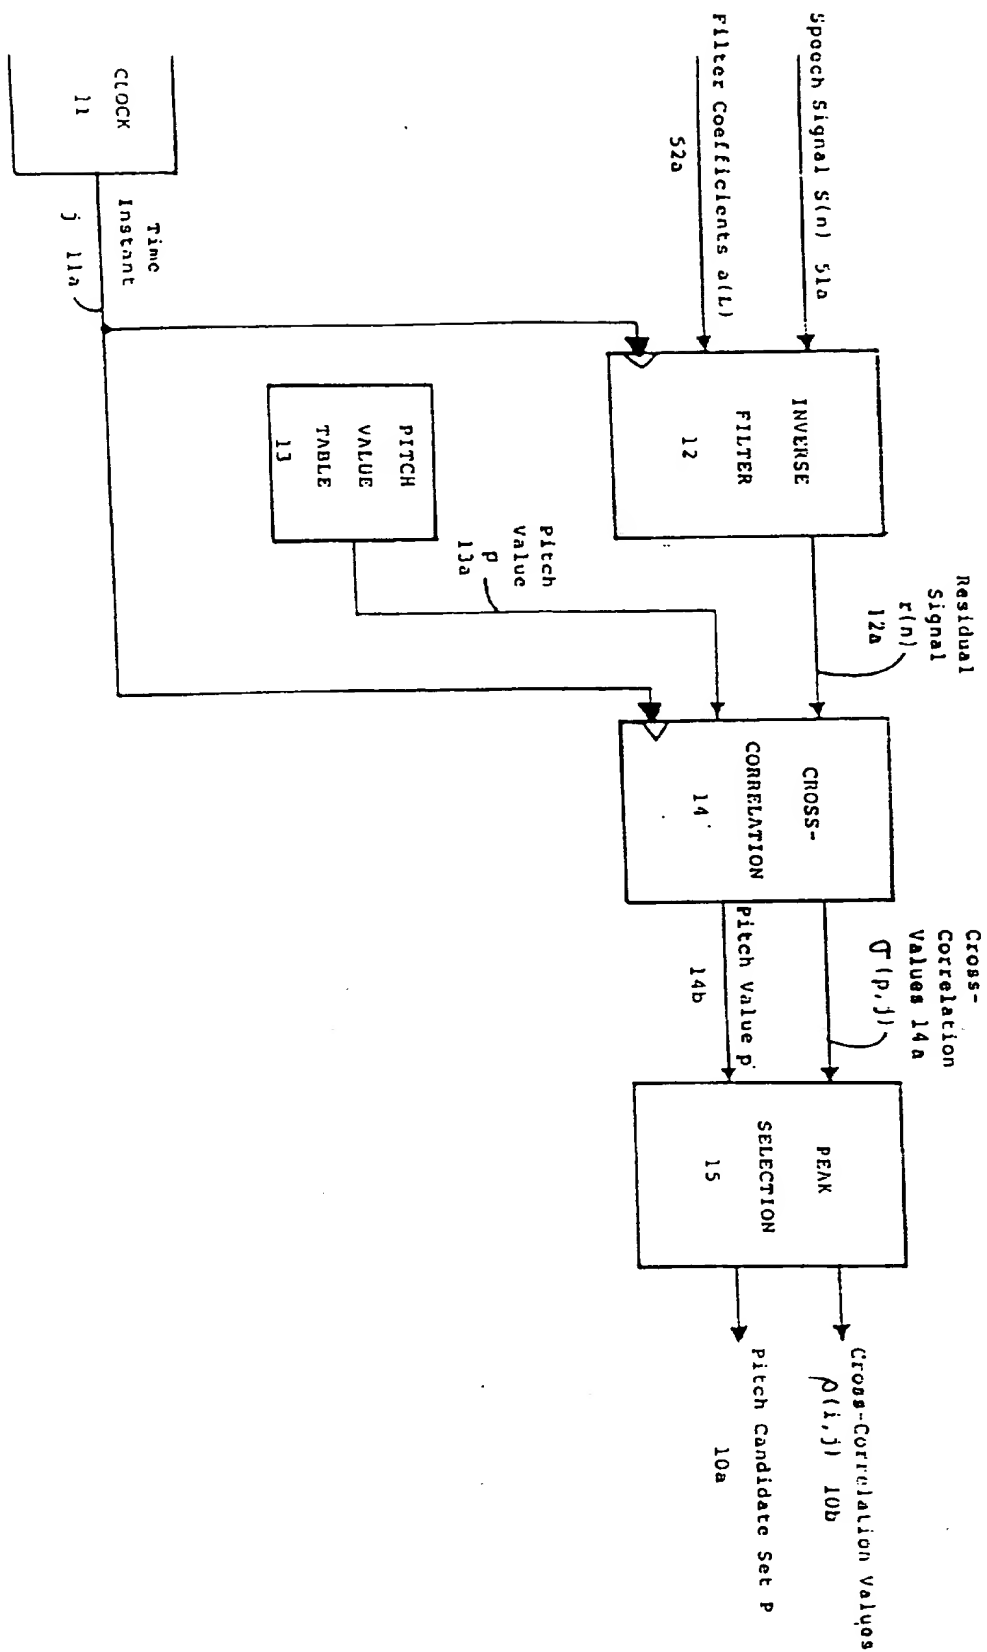 Speech Signal S(n) 51a
Filter Coefficients a(L)
52a
CLOCK
11
Time
Instant
j 11a
INVERSE
FILTER
12
PITCH
VALUE
TABLE
13
Pitch
Value
p
13a
Residual
Signal
r(n)
12a
CROSS-
CORRELATION
14
Cross-
Correlation
Values 14a
σ(p,j)
Pitch Value p
14b
PEAK
SELECTION
15
Cross-Correlation Values
ρ(i,j) 10b
Pitch Candidate Set P
10a